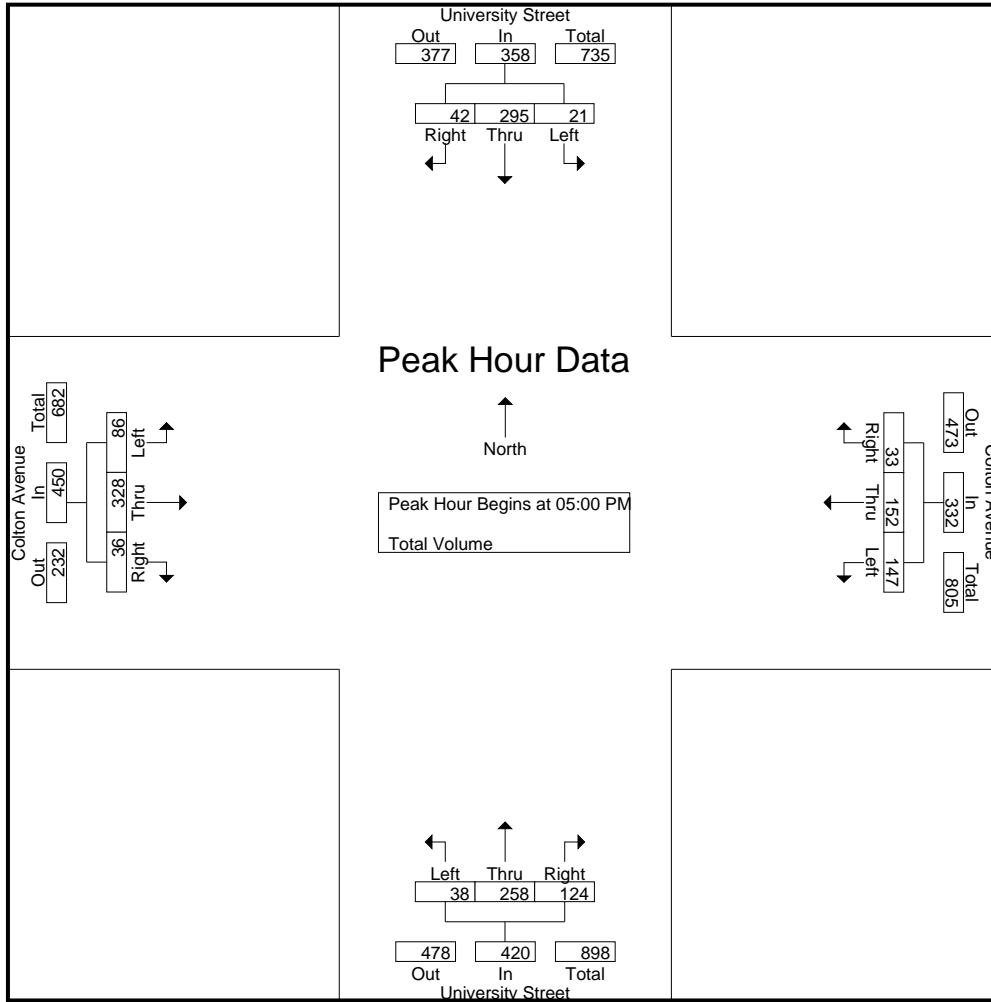 University Street
Out In Total
377 358 735
42 295 21
Right Thru Left
Peak Hour Data
North
Peak Hour Begins at 05:00 PM
Total Volume
Colton Avenue
Out In Total
232 450 682
36 328 86
Right Thru Left
Colton Avenue
Out In Total
473 332 805
33 152 147
Right Thru Left
Left Thru Right
38 258 124
478 420 898
Out In Total
University Street